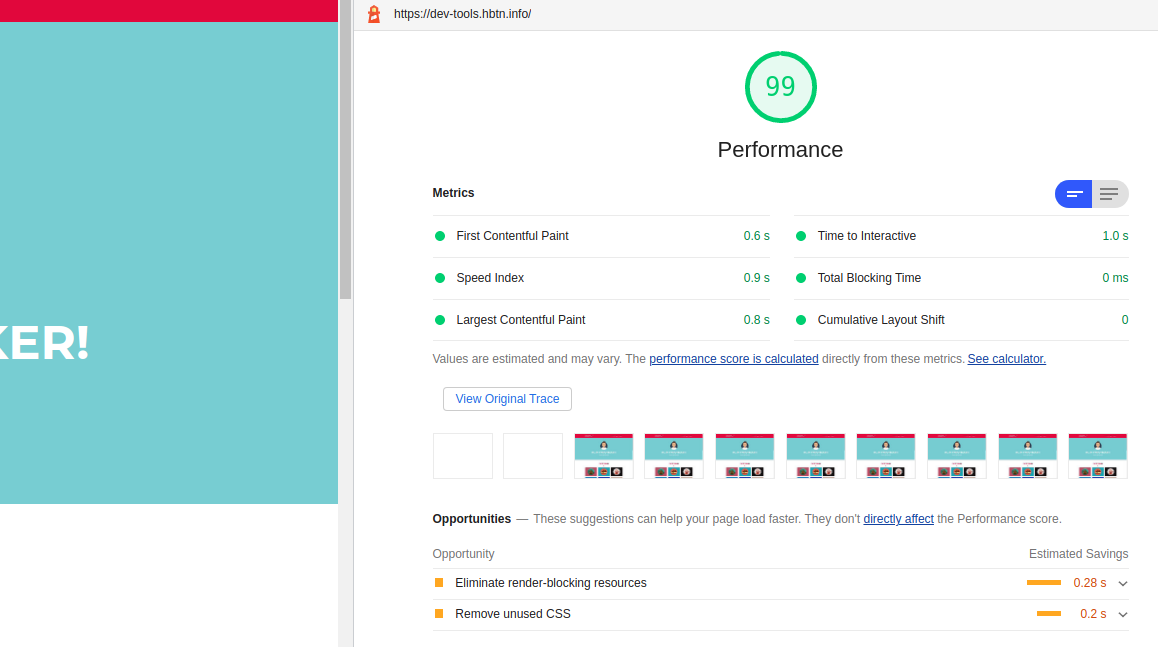 https://dev-tools.hbtn.info/
99
Performance
Metrics
First Contentful Paint 0.6 s
Time to Interactive 1.0 s
Speed Index 0.9 s
Total Blocking Time 0 ms
KER!
Largest Contentful Paint 0.8 s
Cumulative Layout Shift 0
Values are estimated and may vary. The performance score is calculated directly from these metrics. See calculator.
View Original Trace
Opportunities — These suggestions can help your page load faster. They don't directly affect the Performance score.
Opportunity Estimated Savings
Eliminate render-blocking resources 0.28 s
Remove unused CSS 0.2 s